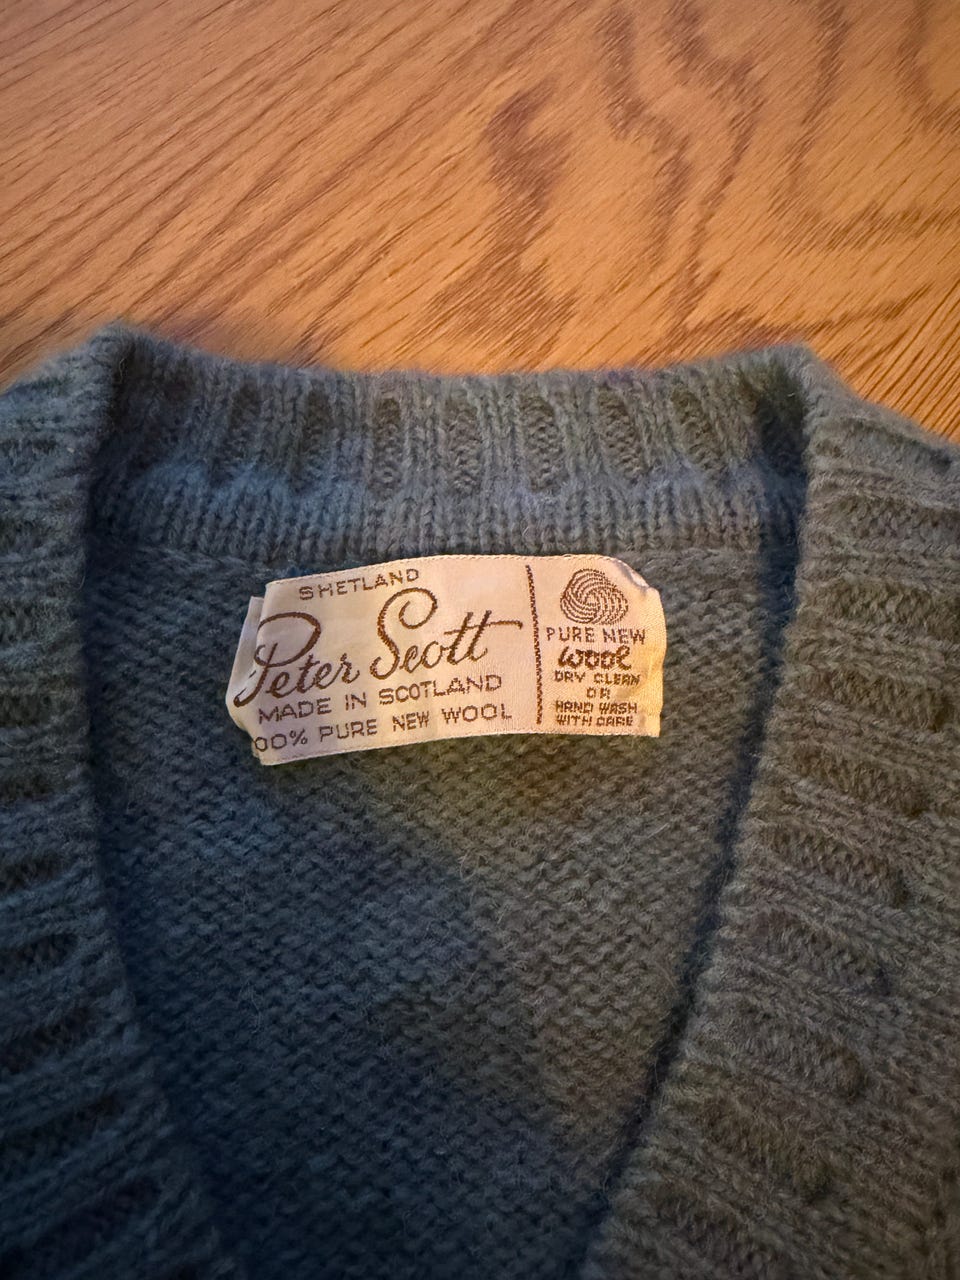 SHETLAND
Peter Scott
MADE IN SCOTLAND
00% PURE NEW WOOL
PURE NEW
WOOL
DRY CLEAN
OR
HAND WASH
WITH CARE